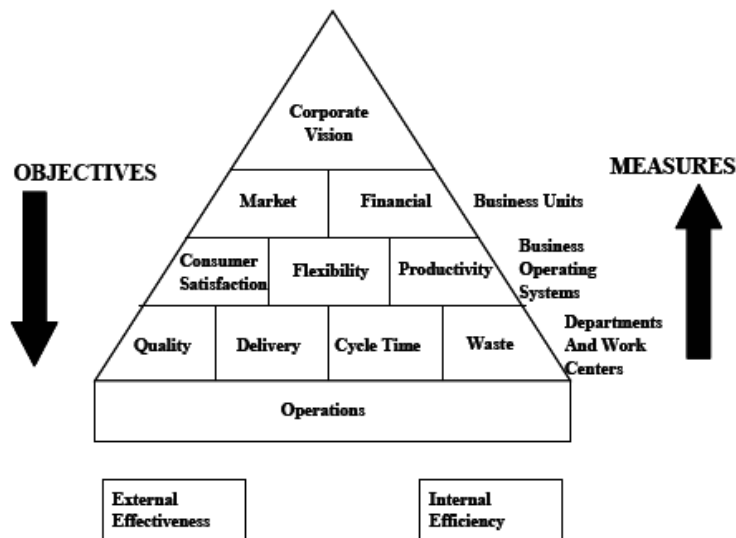 Corporate
Vision
OBJECTIVES
MEASURES
Market
Financial
Business Units
Consumer
Satisfaction
Flexibility
Productivity
Business
Operating
Systems
Quality
Delivery
Cycle Time
Waste
Departments
And Work
Centers
Operations
External
Effectiveness
Internal
Efficiency